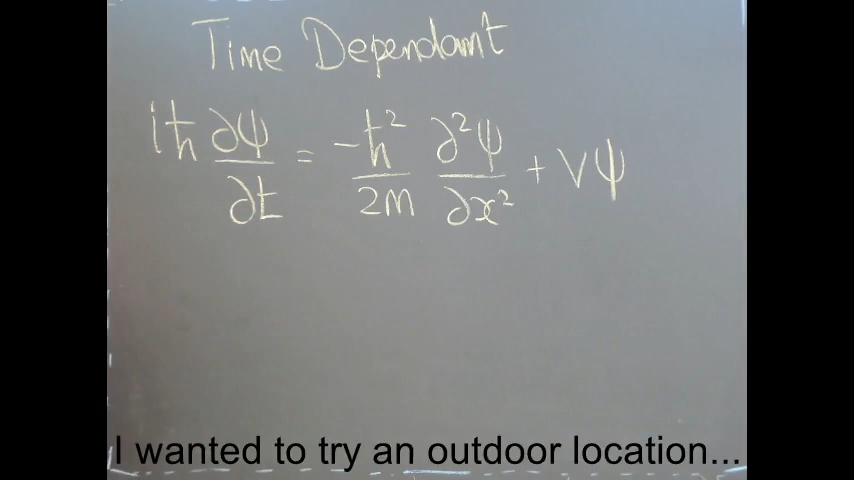 Time Dependant
iħ ∂ψ/∂t = -ħ²/2m ∂²ψ/∂x² + Vψ
I wanted to try an outdoor location...